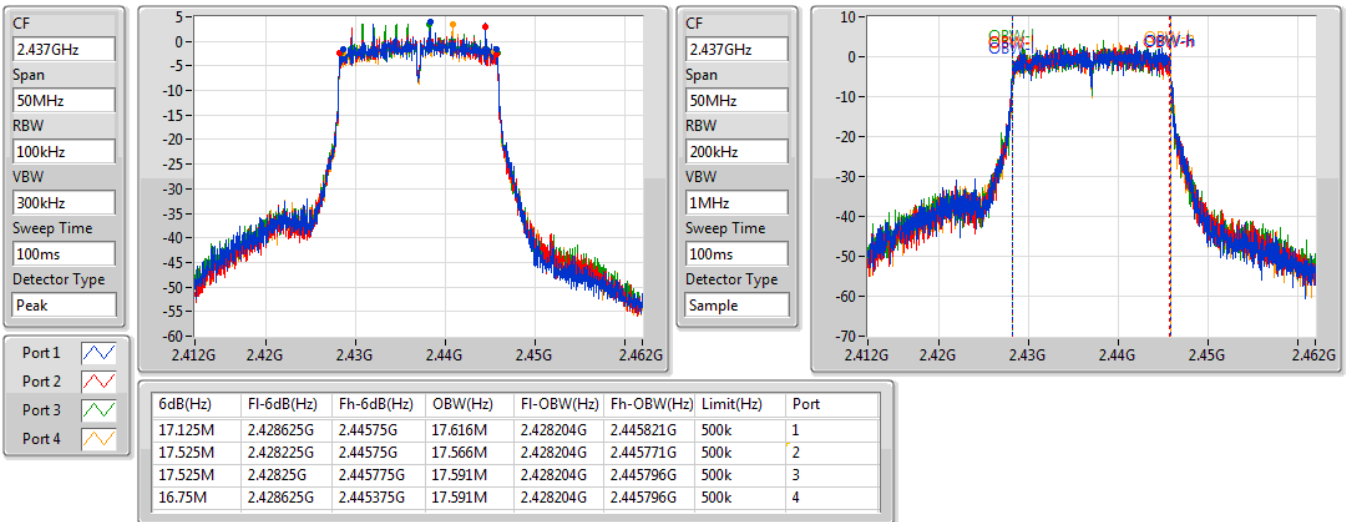 CF
2.437GHz
Span
50MHz
RBW
100kHz
VBW
300kHz
Sweep Time
100ms
Detector Type
Peak
5
0
-5
-10
-15
-20
-25
-30
-35
-40
-45
-50
-55
-60
2.412G 2.42G 2.43G 2.44G 2.45G 2.462G
CF
2.437GHz
Span
50MHz
RBW
200kHz
VBW
1MHz
Sweep Time
100ms
Detector Type
Sample
10
0
-10
-20
-30
-40
-50
-60
-70
OBW-l OBW-h
2.412G 2.42G 2.43G 2.44G 2.45G 2.462G
Port 1
Port 2
Port 3
Port 4
6dB(Hz) Fl-6dB(Hz) Fh-6dB(Hz) OBW(Hz) Fl-OBW(Hz) Fh-OBW(Hz) Limit(Hz) Port
17.125M 2.428625G 2.44575G 17.616M 2.428204G 2.445821G 500k 1
17.525M 2.428225G 2.44575G 17.566M 2.428204G 2.445771G 500k 2
17.525M 2.42825G 2.445775G 17.591M 2.428204G 2.445796G 500k 3
16.75M 2.428625G 2.445375G 17.591M 2.428204G 2.445796G 500k 4